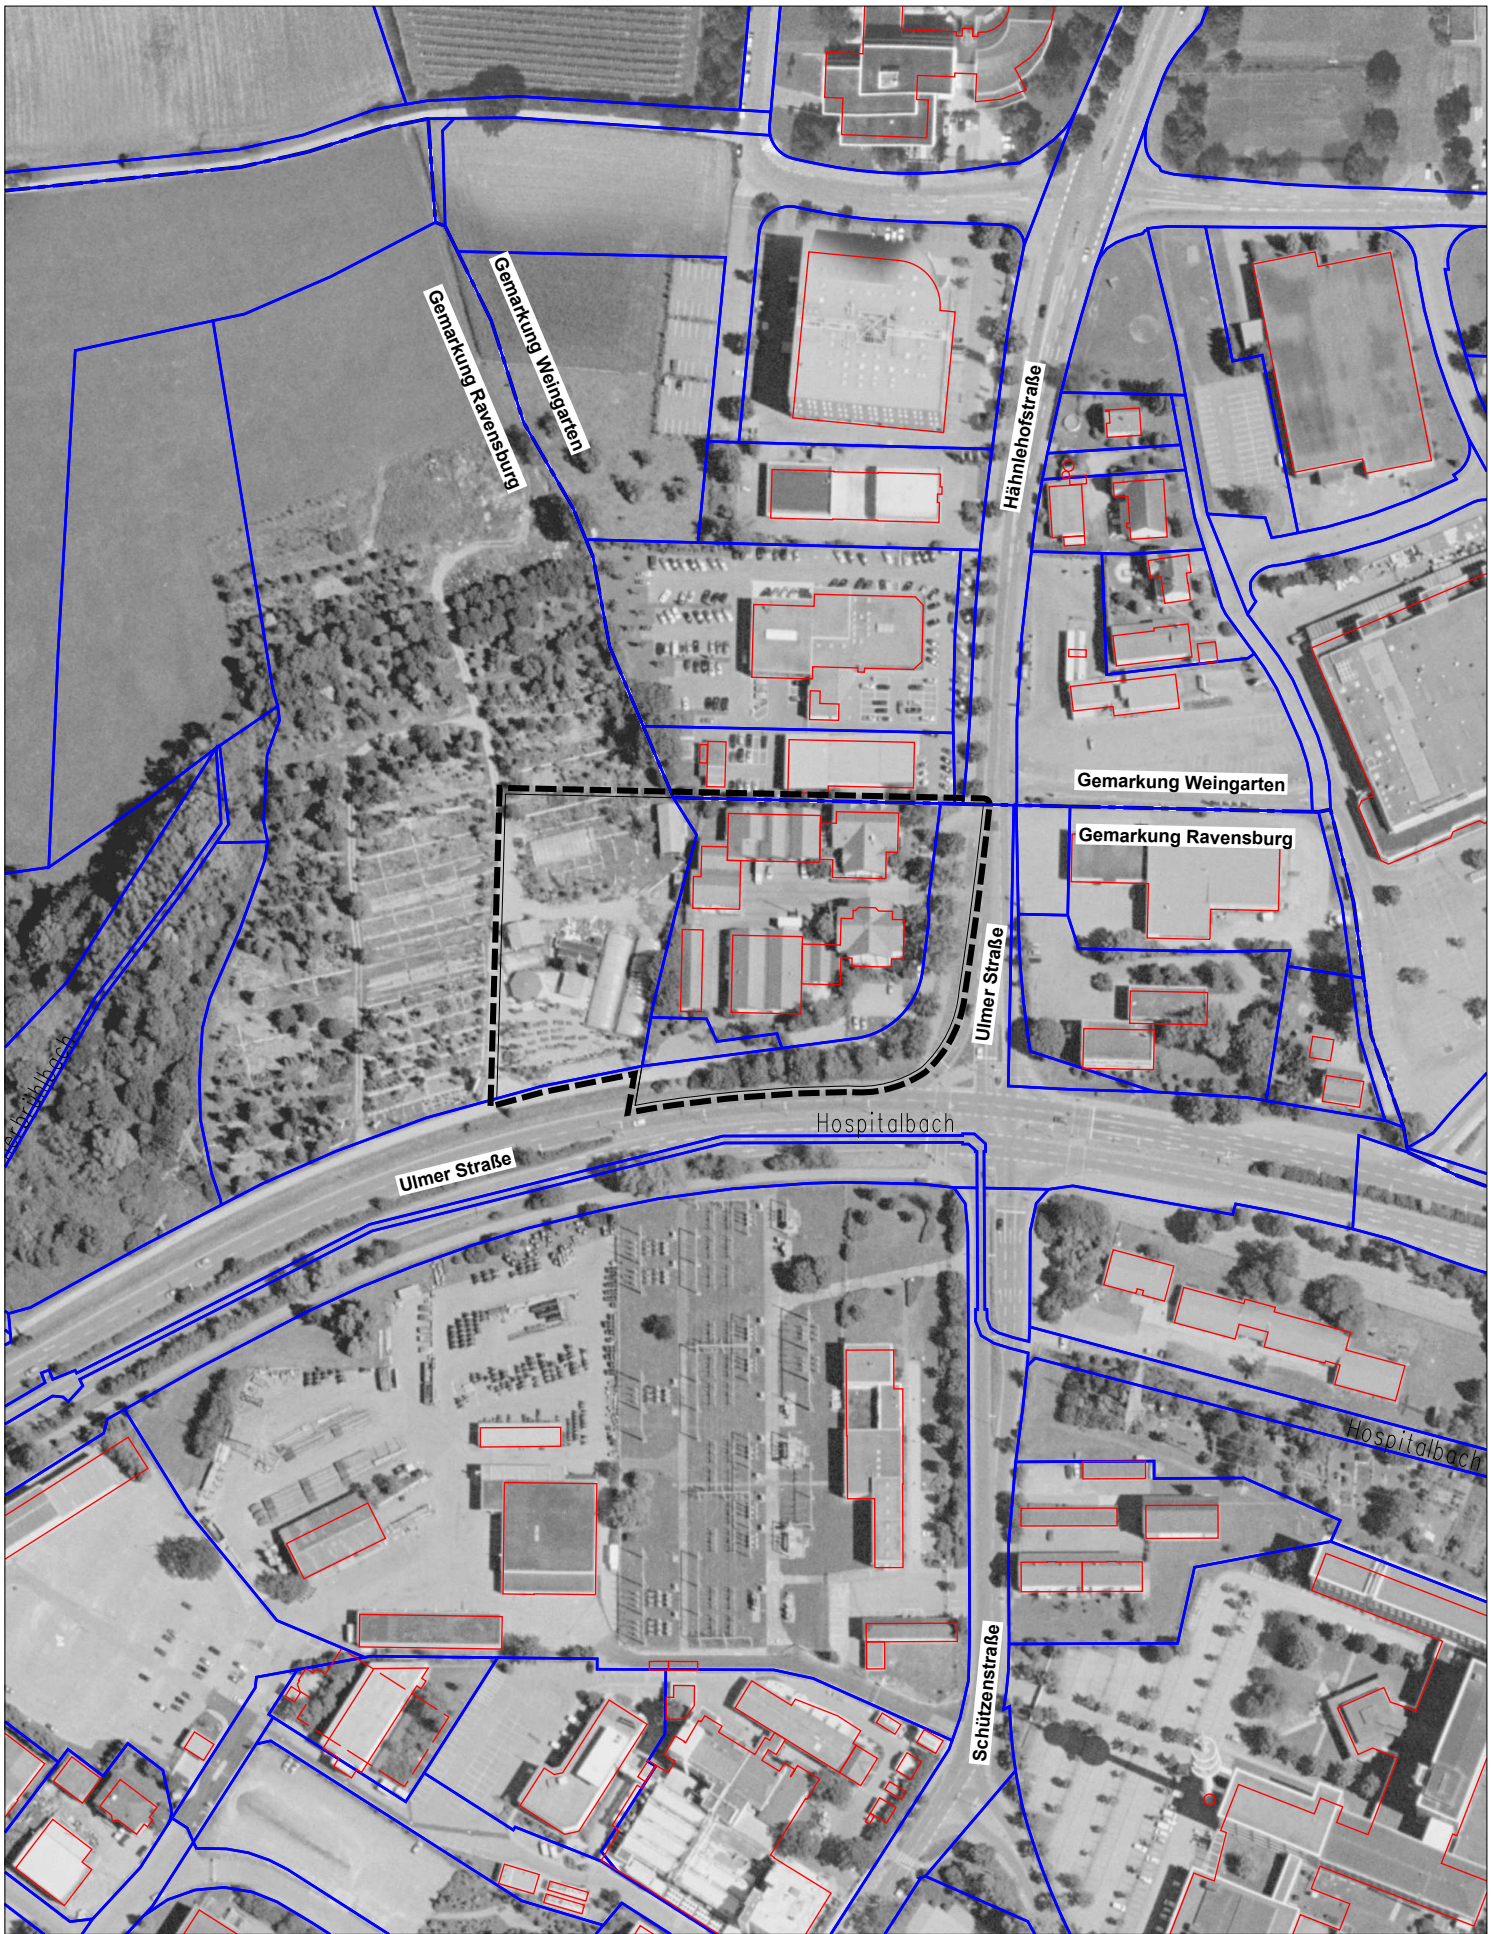 Gemarkung Weingarten
Gemarkung Ravensburg
Hähnlehofstraße
Gemarkung Weingarten
Gemarkung Ravensburg
Ulmer Straße
Hospitalbach
Ulmer Straße
Hospitalbach
Schützenstraße